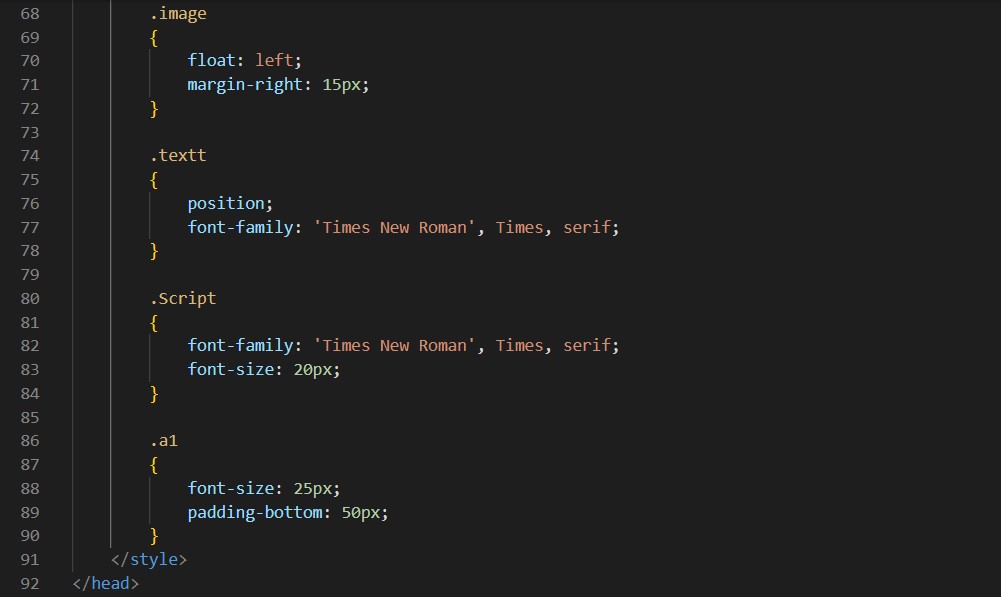 68 .image
69 {
70 float: left;
71 margin-right: 15px;
72 }
73
74 .textt
75 {
76 position;
77 font-family: 'Times New Roman', Times, serif;
78 }
79
80 .Script
81 {
82 font-family: 'Times New Roman', Times, serif;
83 font-size: 20px;
84 }
85
86 .a1
87 {
88 font-size: 25px;
89 padding-bottom: 50px;
90 }
91 </style>
92 </head>